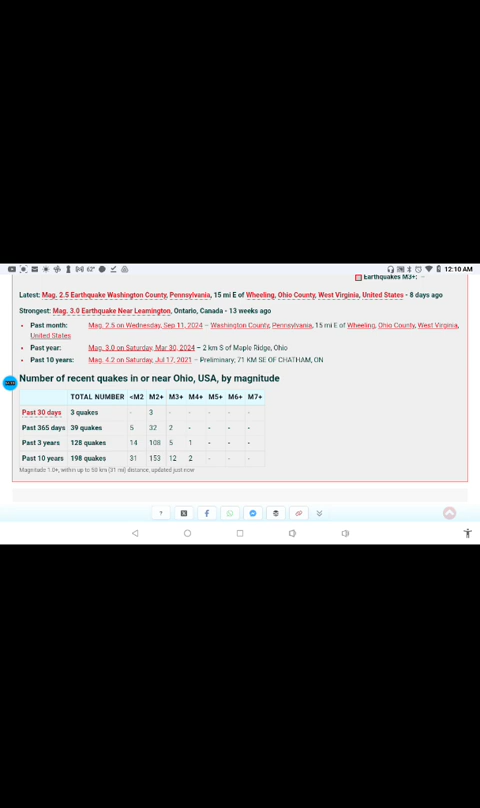 62° 12:10 AM
Earthquakes M3+: -
Latest: Mag. 2.5 Earthquake Washington County, Pennsylvania, 15 mi E of Wheeling, Ohio County, West Virginia, United States - 8 days ago
Strongest: Mag. 3.0 Earthquake Near Leamington, Ontario, Canada - 13 weeks ago
• Past month: Mag. 2.5 on Wednesday, Sep 11, 2024 – Washington County, Pennsylvania, 15 mi E of Wheeling, Ohio County, West Virginia,
United States
• Past year: Mag. 3.0 on Saturday, Mar 30, 2024 – 2 km S of Maple Ridge, Ohio
• Past 10 years: Mag. 4.2 on Saturday, Jul 17, 2021 – Preliminary; 71 KM SE OF CHATHAM, ON
Number of recent quakes in or near Ohio, USA, by magnitude
TOTAL NUMBER <M2 M2+ M3+ M4+ M5+ M6+ M7+
Past 30 days 3 quakes - 3 - - - - -
Past 365 days 39 quakes 5 32 2 - - - -
Past 3 years 128 quakes 14 108 5 1 - - -
Past 10 years 198 quakes 31 153 12 2 - - -
Magnitude 1.0+, within up to 50 km (31 mi) distance, updated just now
?